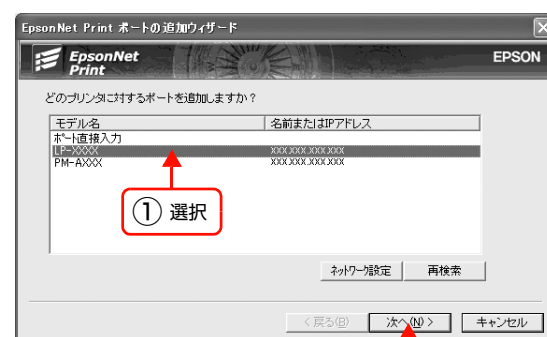 EpsonNet Print ポートの追加ウィザード
EpsonNet
Print
EPSON
どのプリンタに対するポートを追加しますか?
モデル名 名前またはIPアドレス
ポート直接入力
LP-XXXX XXX.XXX.XXX.XXX
PM-AXXX XXX.XXX.XXX.XXX
① 選択
ネットワーク設定 再検索
< 戻る(B) 次へ(N) > キャンセル